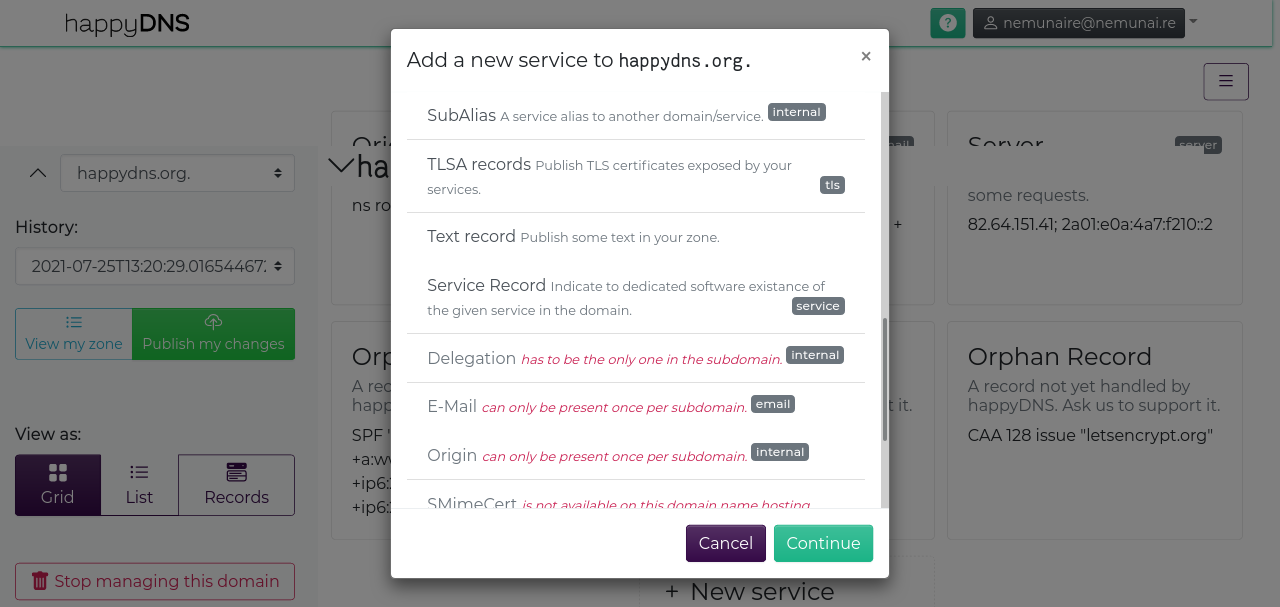 happyDNS
nemunaire@nemunai.re
Add a new service to happydns.org.
×
SubAlias A service alias to another domain/service. internal
TLSA records Publish TLS certificates exposed by your
services. tls
Text record Publish some text in your zone.
Service Record Indicate to dedicated software existance of
the given service in the domain. service
Delegation has to be the only one in the subdomain. internal
E-Mail can only be present once per subdomain. email
Origin can only be present once per subdomain. internal
SMimeCert is not available on this domain name hosting
Cancel
Continue
happydns.org.
History:
2021-07-25T13:20:29.016544672
View my zone
Publish my changes
View as:
Grid
List
Records
Stop managing this domain
ha
ns ro
+
Server
server
some requests.
82.64.151.41; 2a01:e0a:4a7:f210::2
Orp
A rec
happ
SPF "
+a:w
+ip6:
+ip6:
t it.
Orphan Record
A record not yet handled by
happyDNS. Ask us to support it.
CAA 128 issue "letsencrypt.org"
+ New service